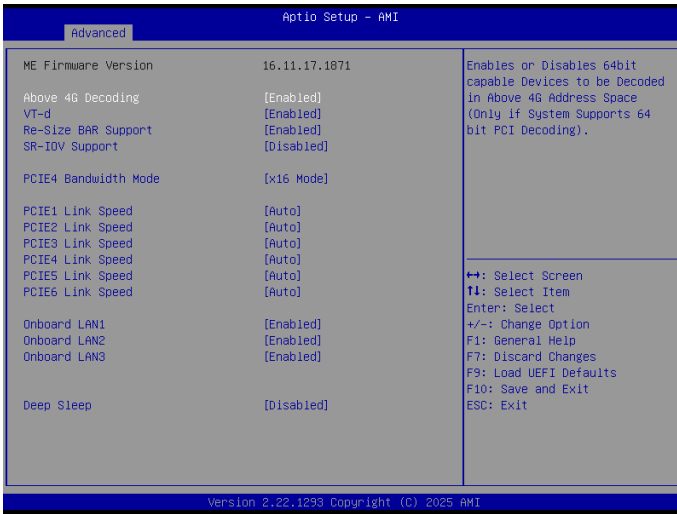 Aptio Setup – AMI
Advanced
ME Firmware Version 16.11.17.1871
Above 4G Decoding [Enabled]
VT-d [Enabled]
Re-Size BAR Support [Enabled]
SR-IOV Support [Disabled]
PCIE4 Bandwidth Mode [x16 Mode]
PCIE1 Link Speed [Auto]
PCIE2 Link Speed [Auto]
PCIE3 Link Speed [Auto]
PCIE4 Link Speed [Auto]
PCIE5 Link Speed [Auto]
PCIE6 Link Speed [Auto]
Onboard LAN1 [Enabled]
Onboard LAN2 [Enabled]
Onboard LAN3 [Enabled]
Deep Sleep [Disabled]
Enables or Disables 64bit
capable Devices to be Decoded
in Above 4G Address Space
(Only if System Supports 64
bit PCI Decoding).
↔: Select Screen
↑↓: Select Item
Enter: Select
+/-: Change Option
F1: General Help
F7: Discard Changes
F9: Load UEFI Defaults
F10: Save and Exit
ESC: Exit
Version 2.22.1293 Copyright (C) 2025 AMI